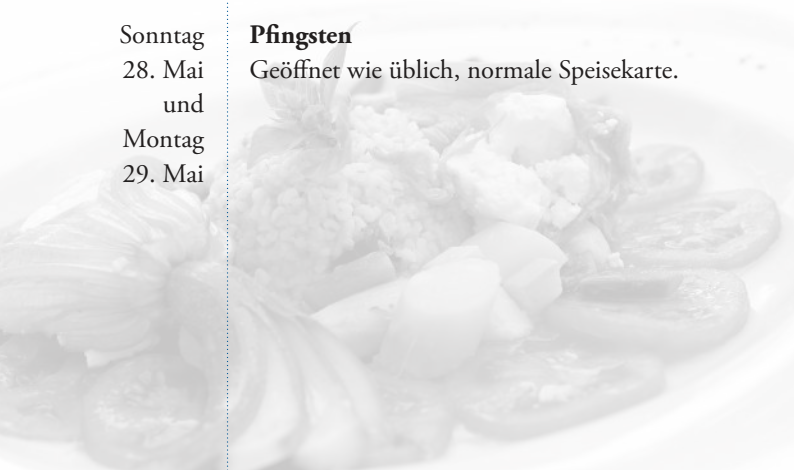 Sonntag
28. Mai
und
Montag
29. Mai
Pfingsten
Geöffnet wie üblich, normale Speisekarte.